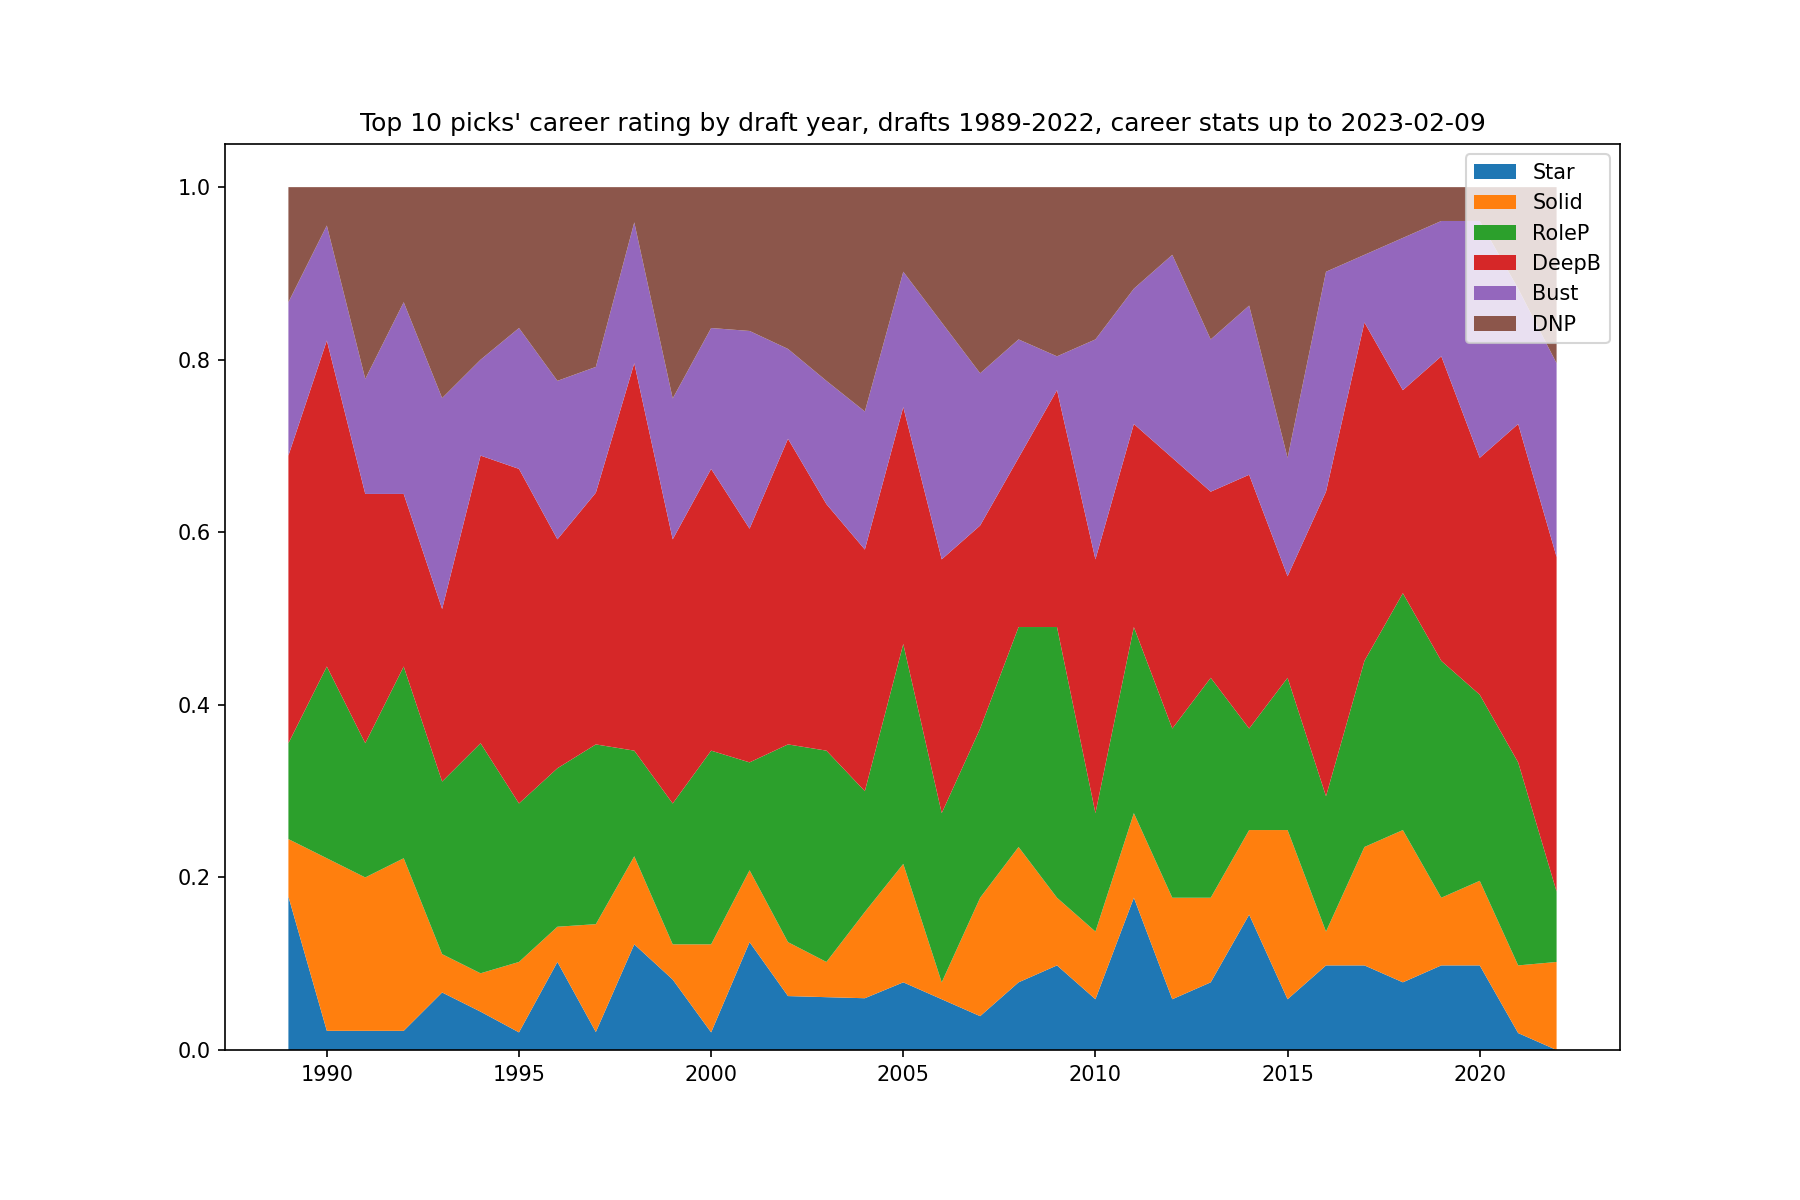 Top 10 picks' career rating by draft year, drafts 1989-2022, career stats up to 2023-02-09
Star
Solid
RoleP
DeepB
Bust
DNP
1.0
0.8
0.6
0.4
0.2
0.0
1990 1995 2000 2005 2010 2015 2020